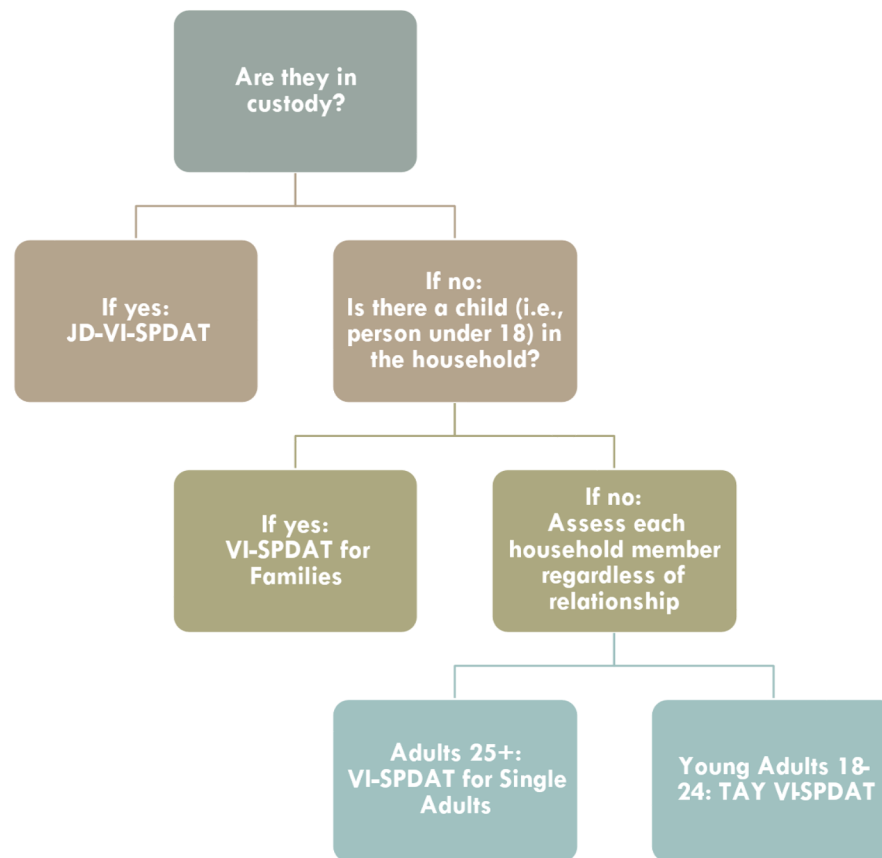 Are they in
custody?
If yes:
JD-VI-SPDAT
If no:
Is there a child (i.e.,
person under 18) in
the household?
If yes:
VI-SPDAT for
Families
If no:
Assess each
household member
regardless of
relationship
Adults 25+:
VI-SPDAT for Single
Adults
Young Adults 18-
24: TAY VI-SPDAT